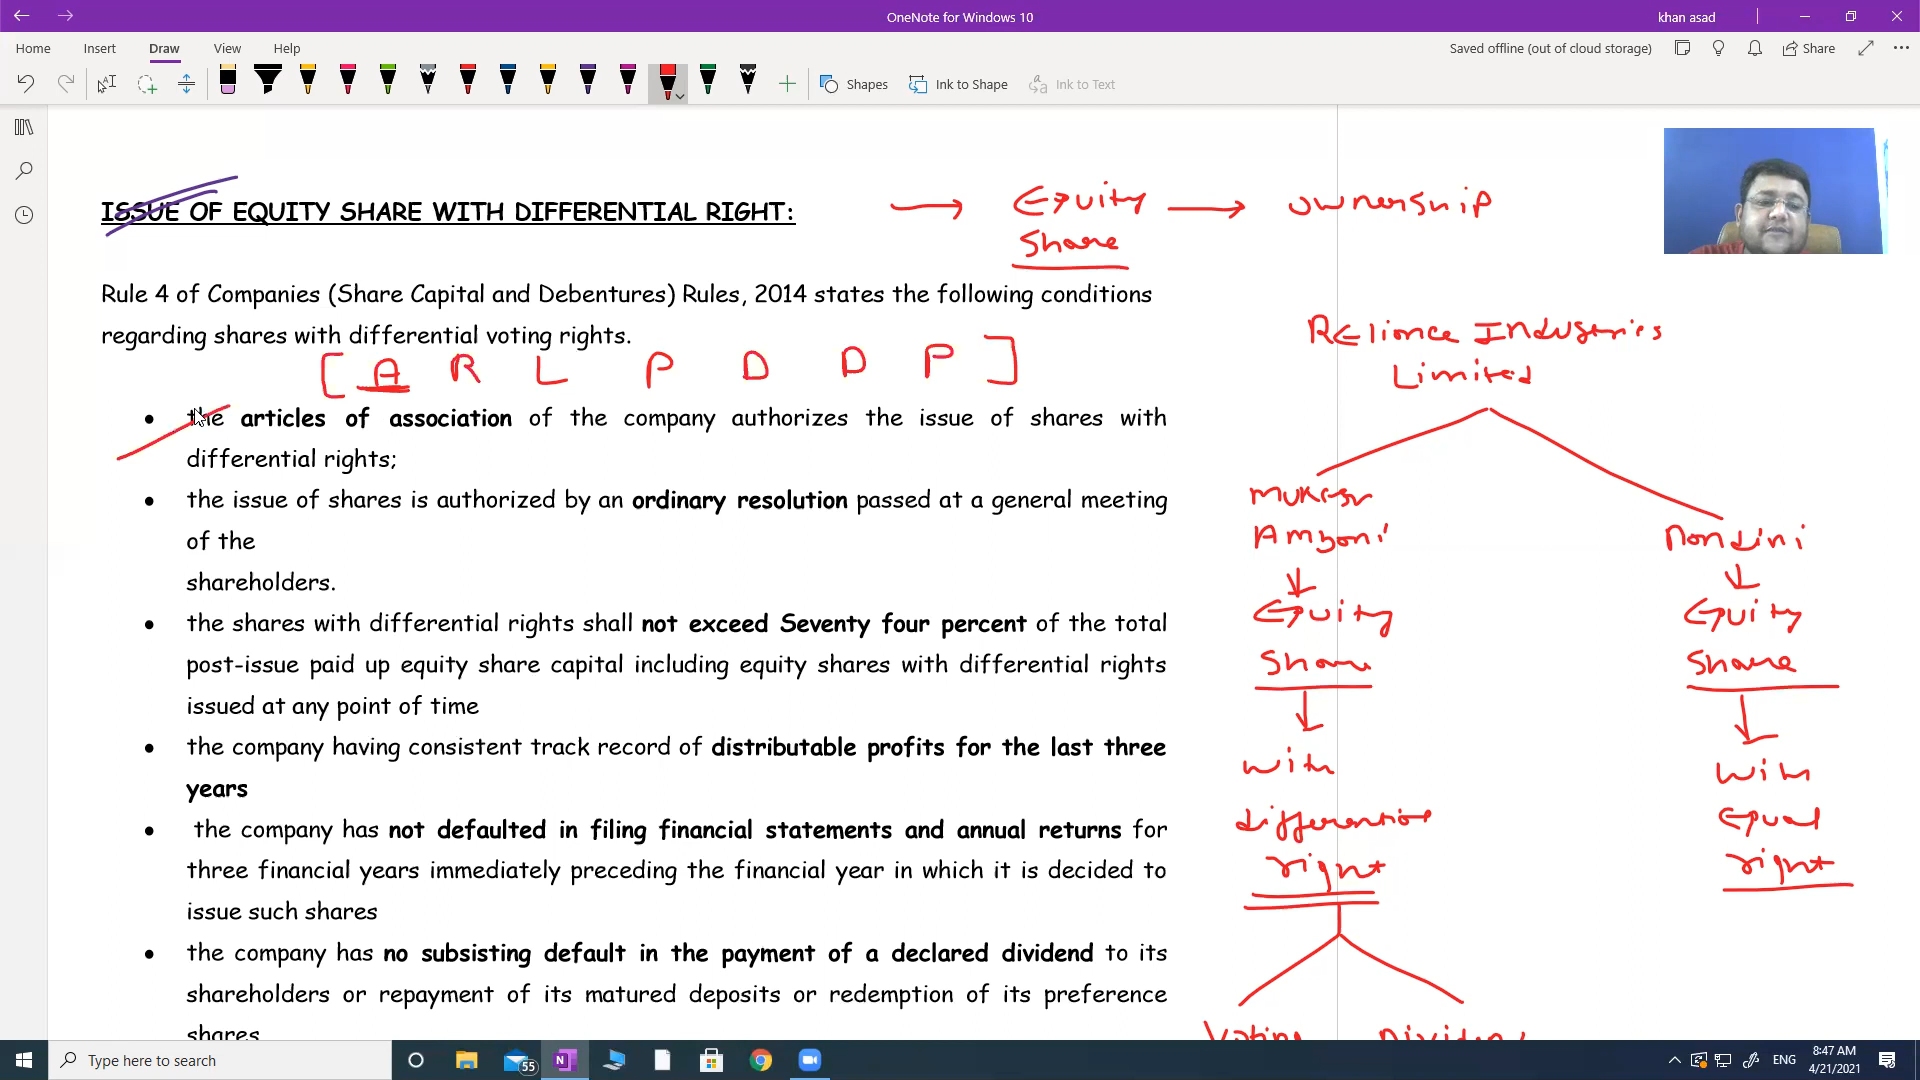 OneNote for Windows 10
khan asad
Home Insert Draw View Help
Saved offline (out of cloud storage)
Share
Shapes
Ink to Shape
Ink to Text
ISSUE OF EQUITY SHARE WITH DIFFERENTIAL RIGHT:
Equity
Share
ownership
Rule 4 of Companies (Share Capital and Debentures) Rules, 2014 states the following conditions
regarding shares with differential voting rights.
[ A R L P D D P ]
• the articles of association of the company authorizes the issue of shares with
differential rights;
• the issue of shares is authorized by an ordinary resolution passed at a general meeting
of the
shareholders.
• the shares with differential rights shall not exceed Seventy four percent of the total
post-issue paid up equity share capital including equity shares with differential rights
issued at any point of time
• the company having consistent track record of distributable profits for the last three
years
• the company has not defaulted in filing financial statements and annual returns for
three financial years immediately preceding the financial year in which it is decided to
issue such shares
• the company has no subsisting default in the payment of a declared dividend to its
shareholders or repayment of its matured deposits or redemption of its preference
shares
Reliance Industries
Limited
Mukesh
Ambani
Equity
Share
With
differential
right
Voting
Dividend
Nandini
Equity
Share
With
Equal
right
Type here to search
55
ENG
8:47 AM
4/21/2021